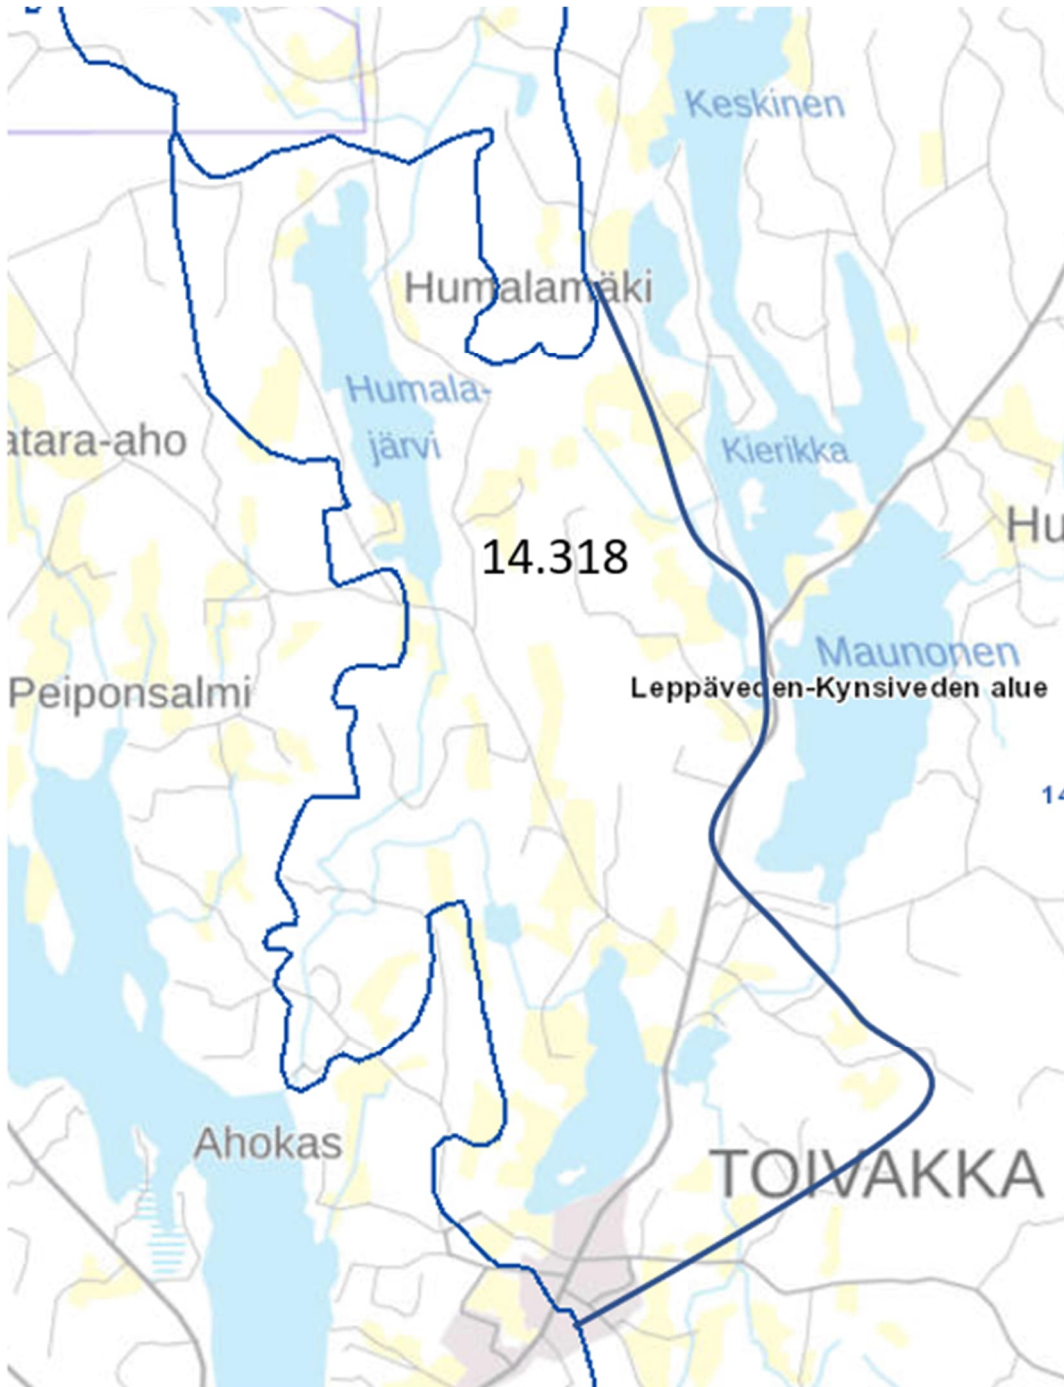 Keskinen
Humalamäki
Humala-
järvi
atara-aho
Kierikka
Hu
14.318
Maunonen
Leppäveden-Kynsiveden alue
Peiponsalmi
14
Ahokas
TOIVAKKA